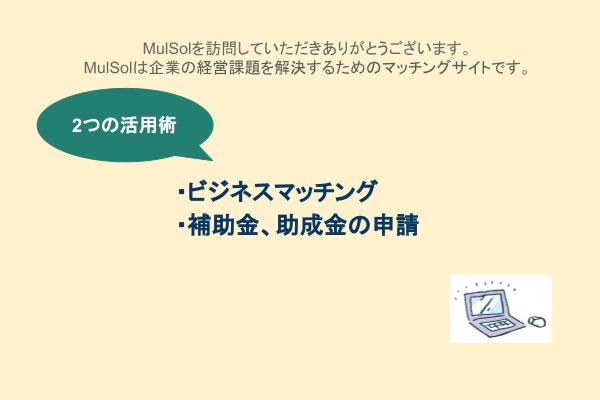 MulSolを訪問していただきありがとうございます。
MulSolは企業の経営課題を解決するためのマッチングサイトです。
2つの活用術
・ビジネスマッチング
・補助金、助成金の申請